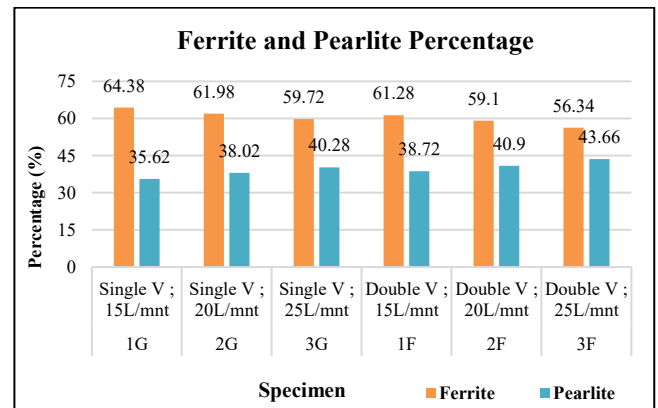 Ferrite and Pearlite Percentage
Percentage (%)
75
60
45
30
15
0
64.38
35.62
61.98
38.02
59.72
40.28
61.28
38.72
59.1
40.9
56.34
43.66
Single V ; Single V ; Single V ; Double V ; Double V ; Double V ;
15L/mnt 20L/mnt 25L/mnt 15L/mnt 20L/mnt 25L/mnt
1G 2G 3G 1F 2F 3F
Specimen
Ferrite Pearlite